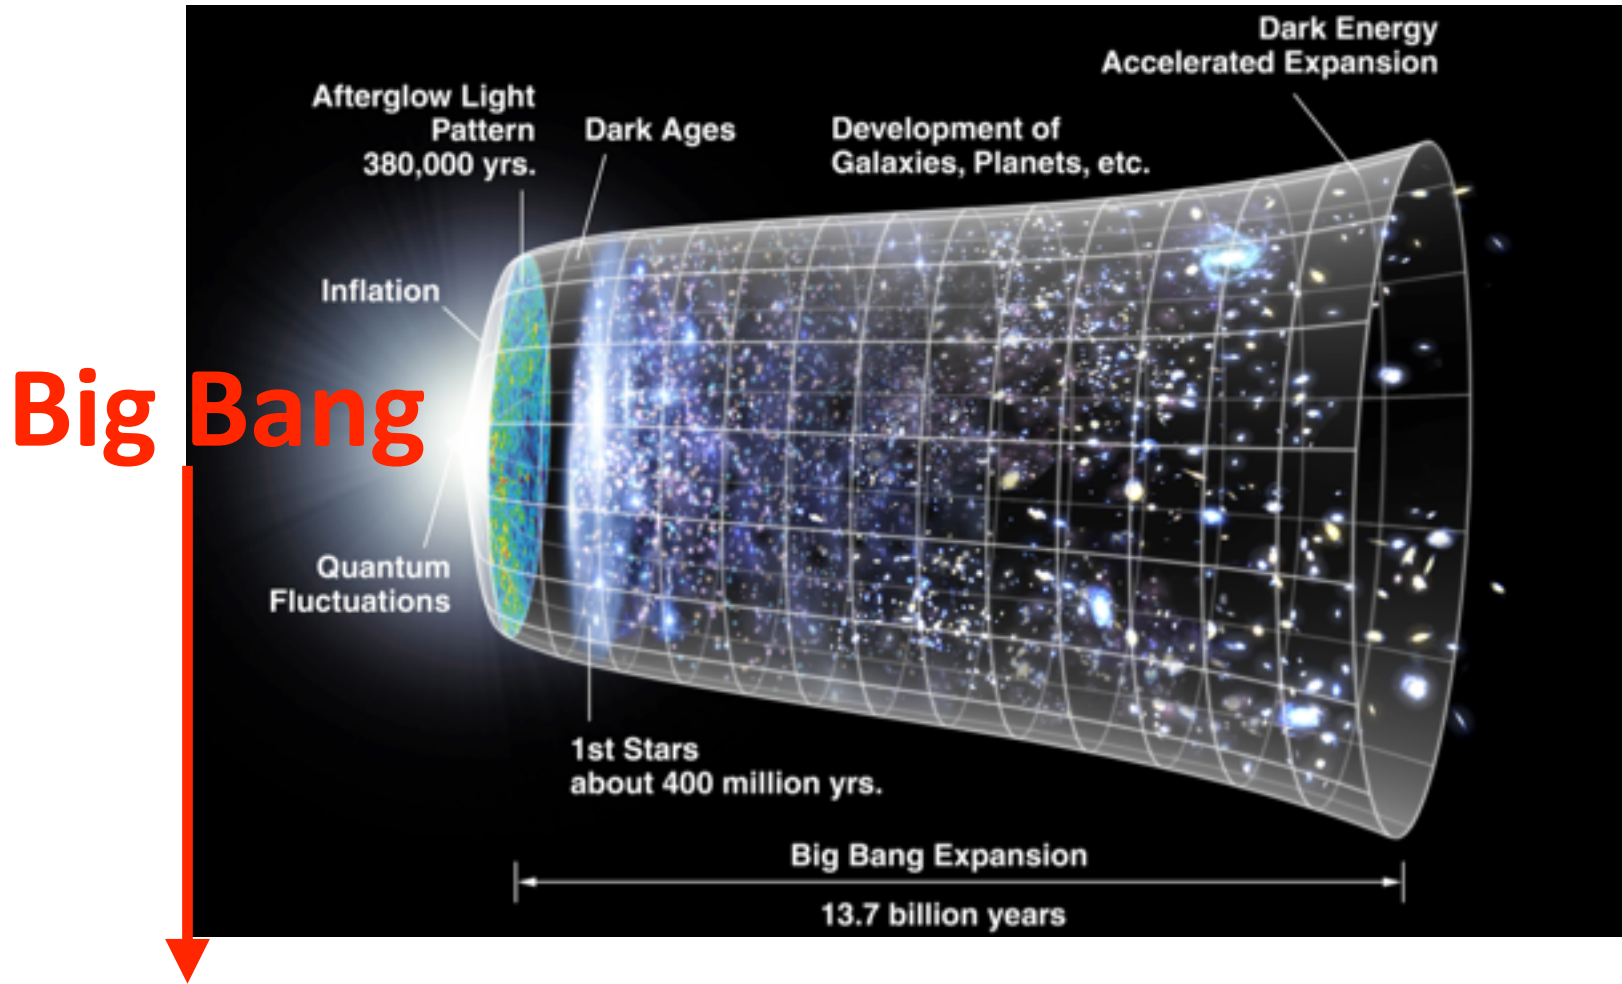 Dark Energy
Accelerated Expansion
Afterglow Light
Pattern
380,000 yrs.
Dark Ages
Development of
Galaxies, Planets, etc.
Inflation
Big Bang
Quantum
Fluctuations
1st Stars
about 400 million yrs.
Big Bang Expansion
13.7 billion years